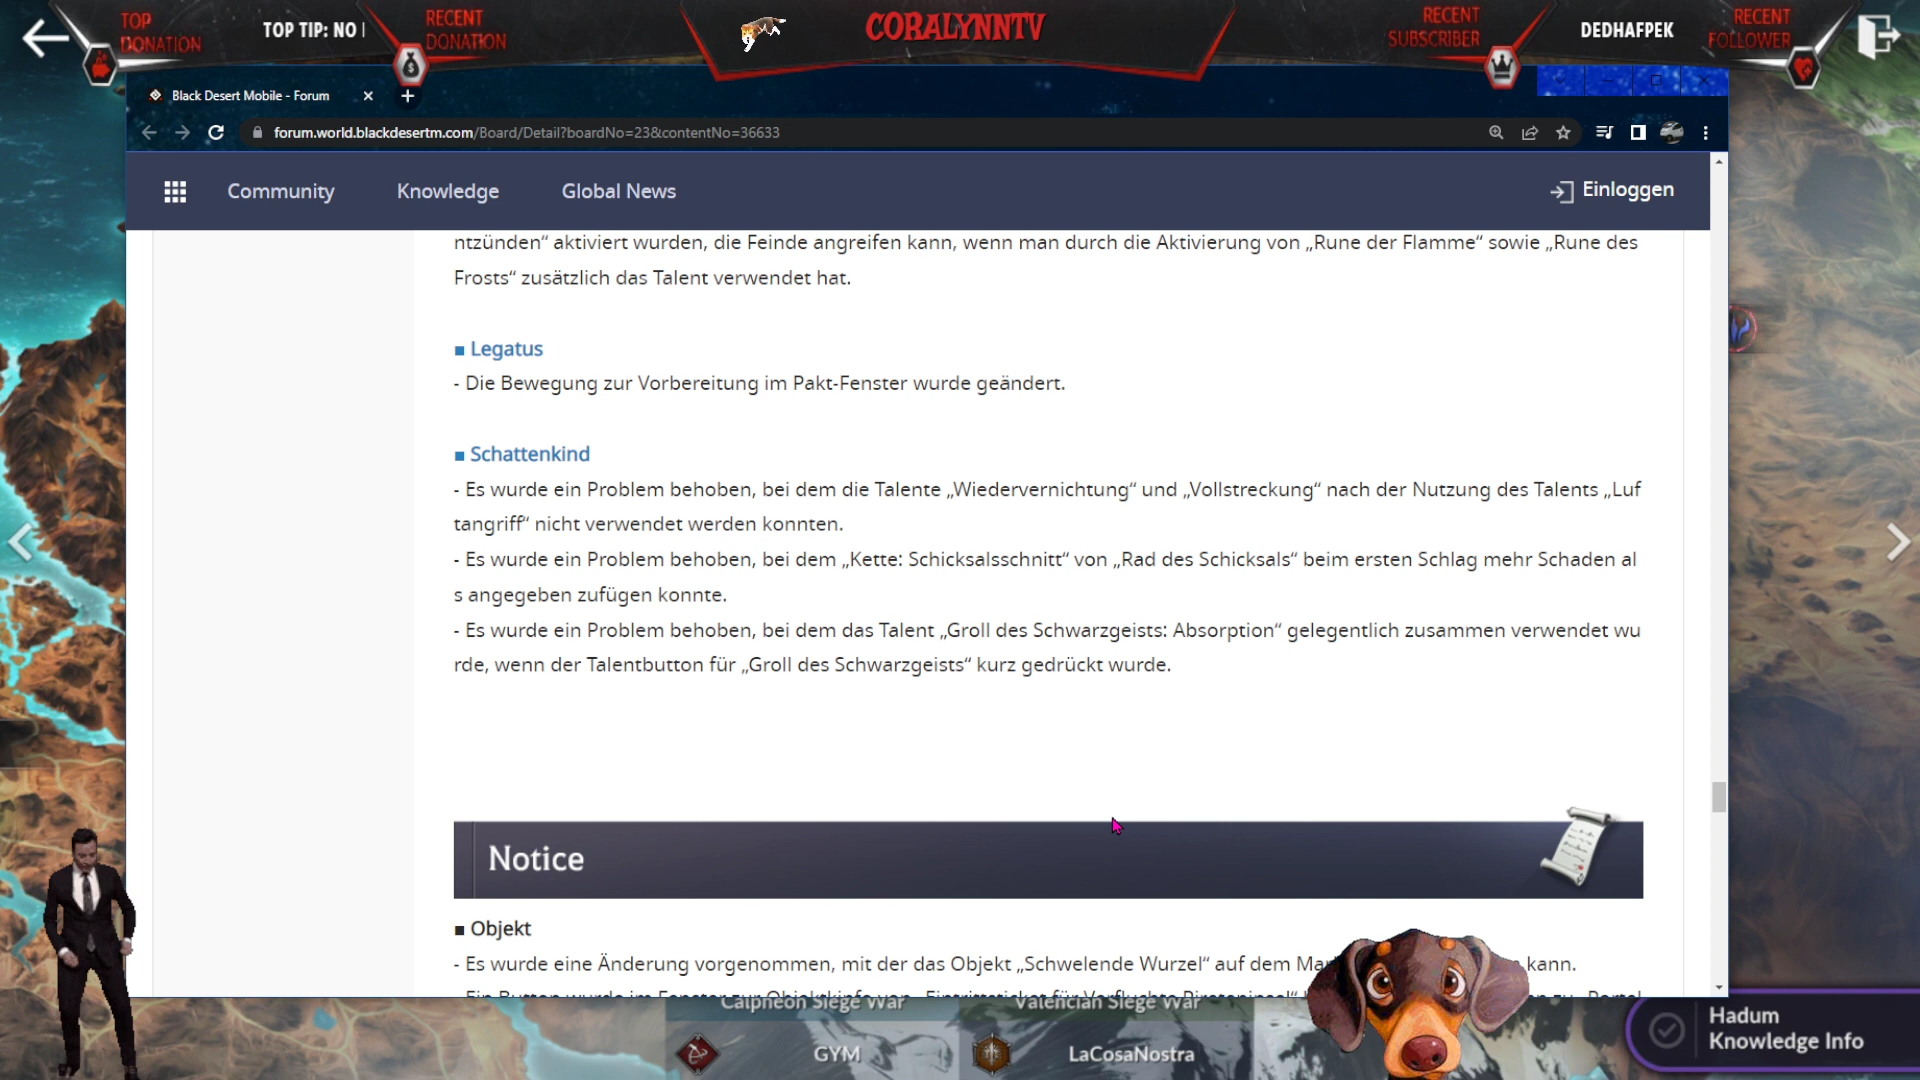 TOP
DONATION
TOP TIP: NO
RECENT
DONATION
CORALYNNTV
RECENT
SUBSCRIBER
DEDHAFPEK
RECENT
FOLLOWER
Black Desert Mobile - Forum
forum.world.blackdesertm.com/Board/Detail?boardNo=23&contentNo=36633
Community Knowledge Global News Einloggen
ntzünden“ aktiviert wurden, die Feinde angreifen kann, wenn man durch die Aktivierung von „Rune der Flamme“ sowie „Rune des
Frosts“ zusätzlich das Talent verwendet hat.
■ Legatus
- Die Bewegung zur Vorbereitung im Pakt-Fenster wurde geändert.
■ Schattenkind
- Es wurde ein Problem behoben, bei dem die Talente „Wiedervernichtung“ und „Vollstreckung“ nach der Nutzung des Talents „Luf
tangriff“ nicht verwendet werden konnten.
- Es wurde ein Problem behoben, bei dem „Kette: Schicksalsschnitt“ von „Rad des Schicksals“ beim ersten Schlag mehr Schaden al
s angegeben zufügen konnte.
- Es wurde ein Problem behoben, bei dem das Talent „Groll des Schwarzgeists: Absorption“ gelegentlich zusammen verwendet wu
rde, wenn der Talentbutton für „Groll des Schwarzgeists“ kurz gedrückt wurde.
Notice
■ Objekt
- Es wurde eine Änderung vorgenommen, mit der das Objekt „Schwelende Wurzel“ auf dem kann.
Calpheon Siege War Valencian Siege War
GYM LaCosaNostra
Hadum
Knowledge Info